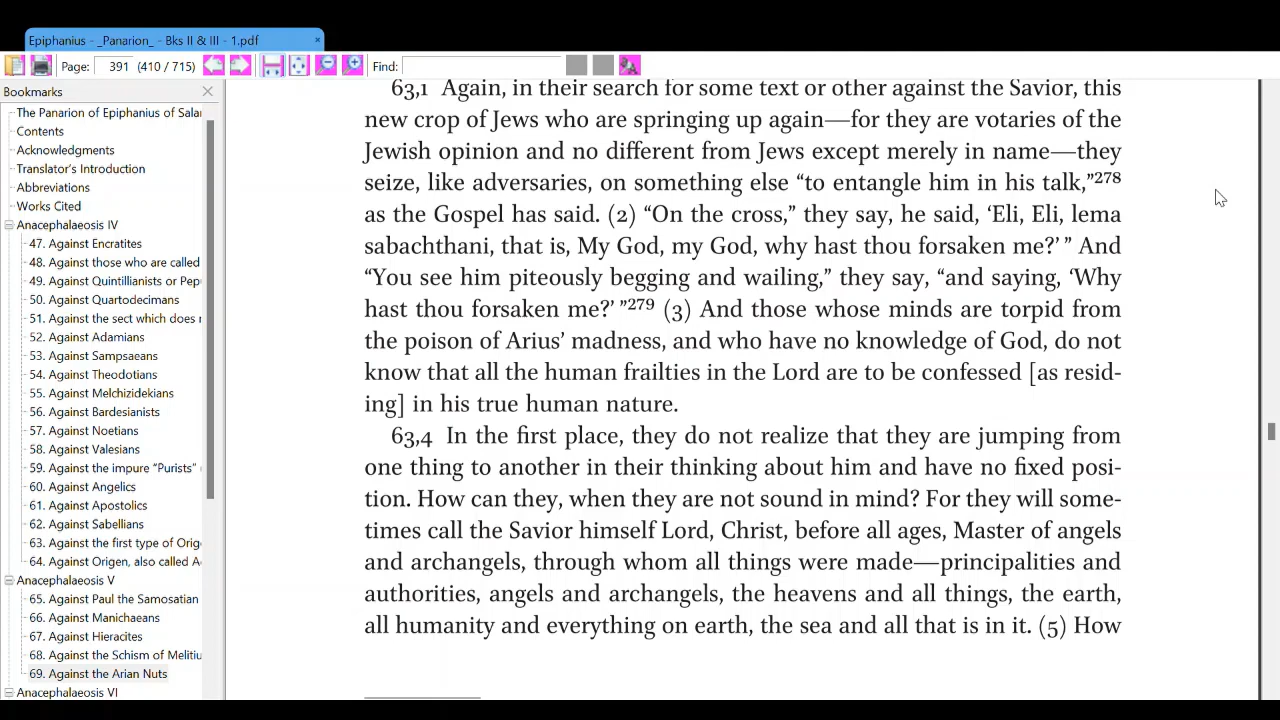 Epiphanius - _Panarion_ - Bks II & III - 1.pdf
×
Page: 391 (410 / 715)
Find:
Bookmarks
The Panarion of Epiphanius of Sala
Contents
Acknowledgments
Translator's Introduction
Abbreviations
Works Cited
Anacephalaeosis IV
47. Against Encratites
48. Against those who are called
49. Against Quintillianists or Pep
50. Against Quartodecimans
51. Against the sect which does r
52. Against Adamians
53. Against Sampsaeans
54. Against Theodotians
55. Against Melchizidekians
56. Against Bardesianists
57. Against Noetians
58. Against Valesians
59. Against the impure "Purists" (
60. Against Angelics
61. Against Apostolics
62. Against Sabellians
63. Against the first type of Orig
64. Against Origen, also called A
Anacephalaeosis V
65. Against Paul the Samosatian
66. Against Manichaeans
67. Against Hieracites
68. Against the Schism of Melitiu
69. Against the Arian Nuts
Anacephalaeosis VI
63,1 Again, in their search for some text or other against the Savior, this
new crop of Jews who are springing up again—for they are votaries of the
Jewish opinion and no different from Jews except merely in name—they
seize, like adversaries, on something else “to entangle him in his talk,”278
as the Gospel has said. (2) “On the cross,” they say, he said, ‘Eli, Eli, lema
sabachthani, that is, My God, my God, why hast thou forsaken me?’ ” And
“You see him piteously begging and wailing,” they say, “and saying, ‘Why
hast thou forsaken me?’ ”279 (3) And those whose minds are torpid from
the poison of Arius’ madness, and who have no knowledge of God, do not
know that all the human frailties in the Lord are to be confessed [as resid-
ing] in his true human nature.
63,4 In the first place, they do not realize that they are jumping from
one thing to another in their thinking about him and have no fixed posi-
tion. How can they, when they are not sound in mind? For they will some-
times call the Savior himself Lord, Christ, before all ages, Master of angels
and archangels, through whom all things were made—principalities and
authorities, angels and archangels, the heavens and all things, the earth,
all humanity and everything on earth, the sea and all that is in it. (5) How